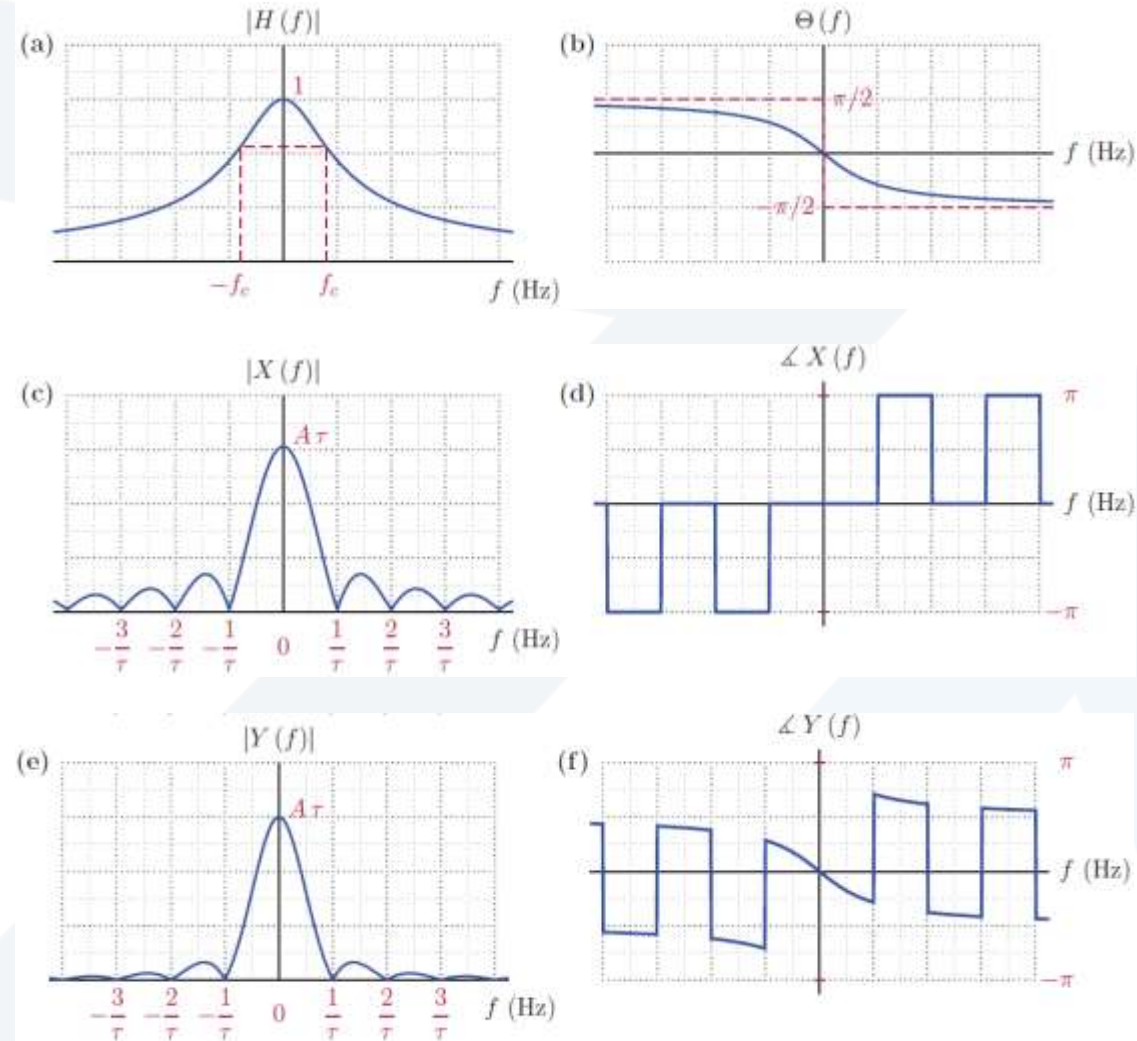 (a) |H (f)|
1
−f_c f_c
f (Hz)
(b) Θ (f)
π/2
f (Hz)
−π/2
(c) |X (f)|
Aτ
−3/τ −2/τ −1/τ 0 1/τ 2/τ 3/τ
f (Hz)
(d) ∡ X (f)
π
f (Hz)
−π
(e) |Y (f)|
Aτ
−3/τ −2/τ −1/τ 0 1/τ 2/τ 3/τ
f (Hz)
(f) ∡ Y (f)
π
f (Hz)
−π